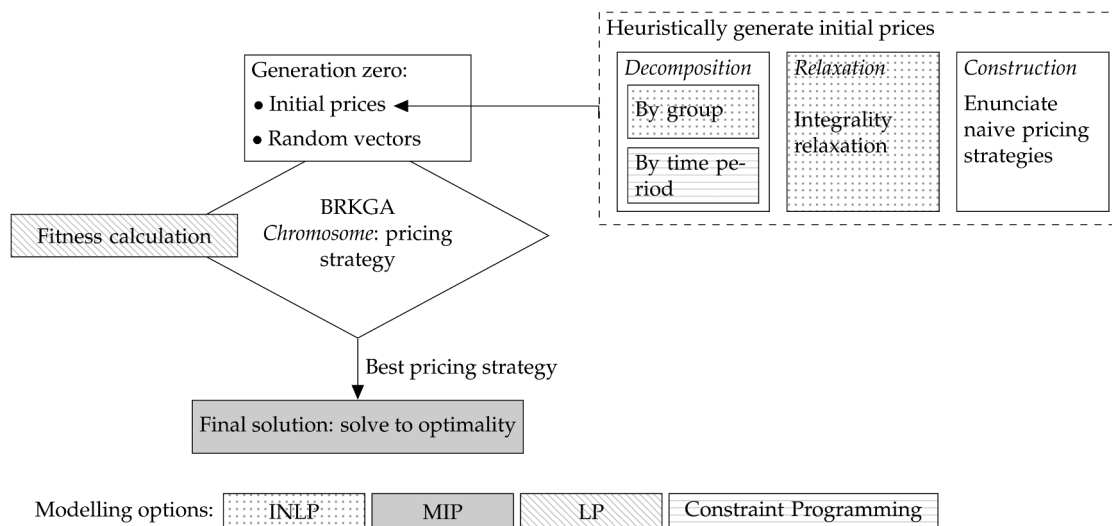 Heuristically generate initial prices
Decomposition
By group
By time pe-
riod
Relaxation
Integrality
relaxation
Construction
Enunciate
naive pricing
strategies
Generation zero:
• Initial prices
• Random vectors
BRKGA
Chromosome: pricing
strategy
Fitness calculation
Best pricing strategy
Final solution: solve to optimality
Modelling options:
INLP
MIP
LP
Constraint Programming